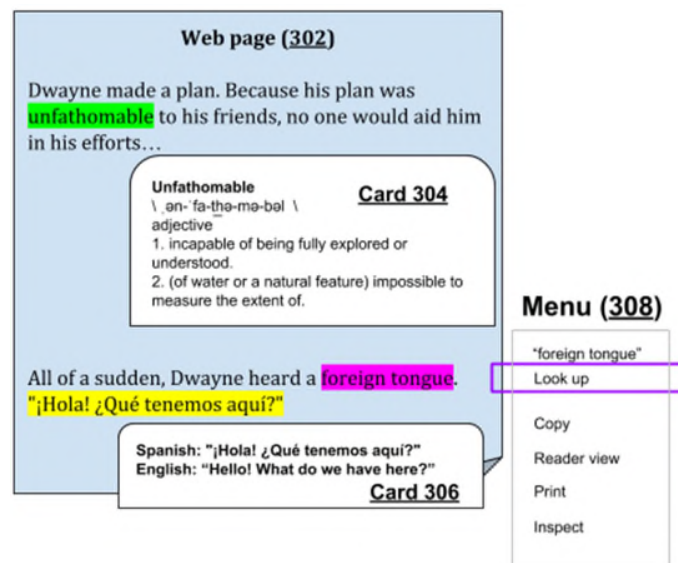 Web page (302)
Dwayne made a plan. Because his plan was
unfathomable to his friends, no one would aid him
in his efforts…
Unfathomable
Card 304
\ ˌən-ˈfa-t͟hə-mə-bəl \
adjective
1. incapable of being fully explored or
understood.
2. (of water or a natural feature) impossible to
measure the extent of.
All of a sudden, Dwayne heard a foreign tongue.
"¡Hola! ¿Qué tenemos aquí?"
Spanish: "¡Hola! ¿Qué tenemos aquí?"
English: “Hello! What do we have here?”
Card 306
Menu (308)
"foreign tongue"
Look up
Copy
Reader view
Print
Inspect